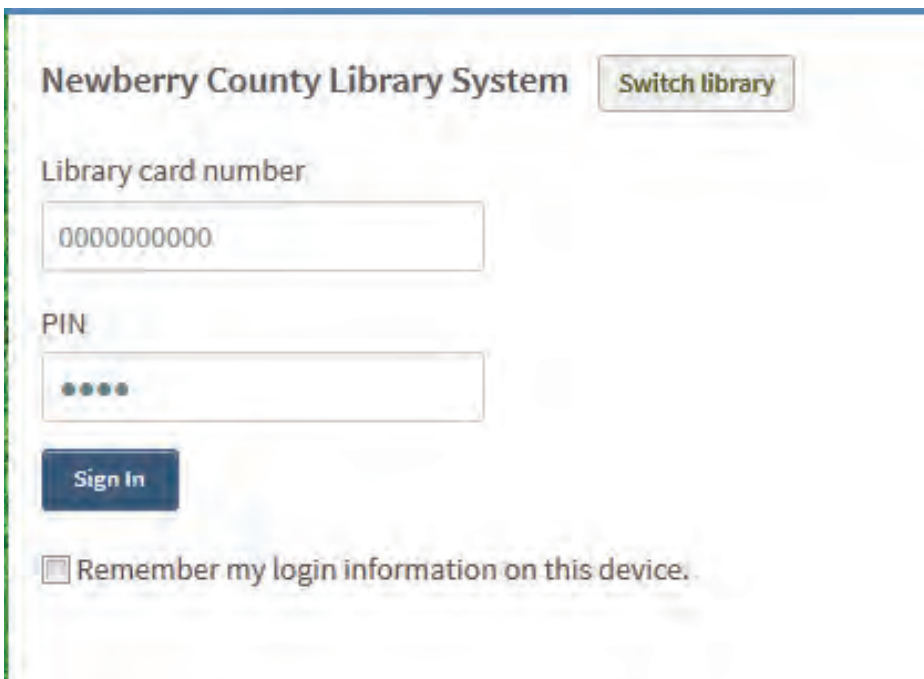 Newberry County Library System Switch library
Library card number
0000000000
PIN
••••
Sign In
Remember my login information on this device.